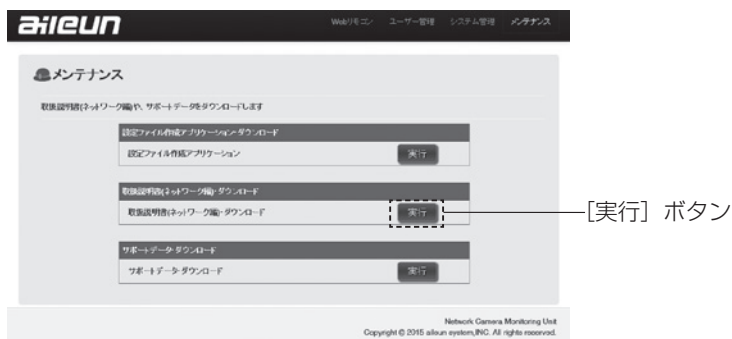 aileun
Webリモコン ユーザー管理 システム管理 メンテナンス
メンテナンス
取扱説明書(ネットワーク編)や、サポートデータをダウンロードします
設定ファイル作成アプリケーション・ダウンロード
設定ファイル作成アプリケーション 実行
取扱説明書(ネットワーク編)・ダウンロード
取扱説明書(ネットワーク編)・ダウンロード 実行
[実行] ボタン
サポートデータ・ダウンロード
サポートデータ・ダウンロード 実行
Network Camera Monitoring Unit
Copyright © 2015 aileun system,INC. All rights reserved.